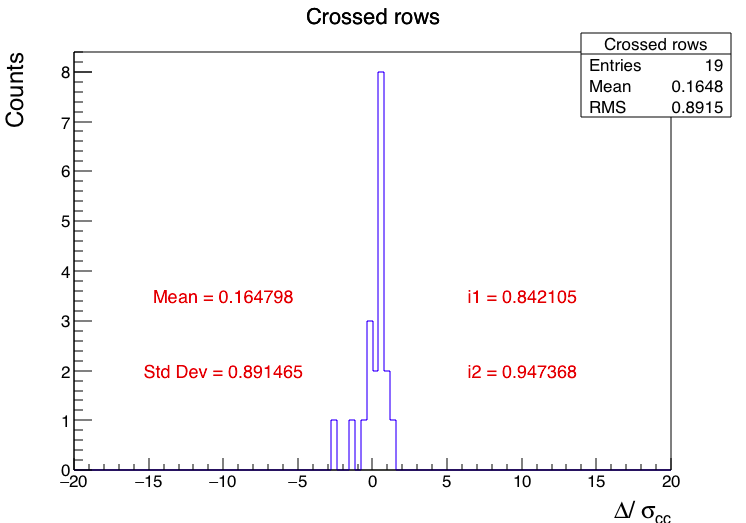 Crossed rows
Crossed rows
Entries 19
Mean 0.1648
RMS 0.8915
Counts
8
7
6
5
4
3
2
1
0
Mean = 0.164798
i1 = 0.842105
Std Dev = 0.891465
i2 = 0.947368
−20 −15 −10 −5 0 5 10 15 20
Δ/ σcc